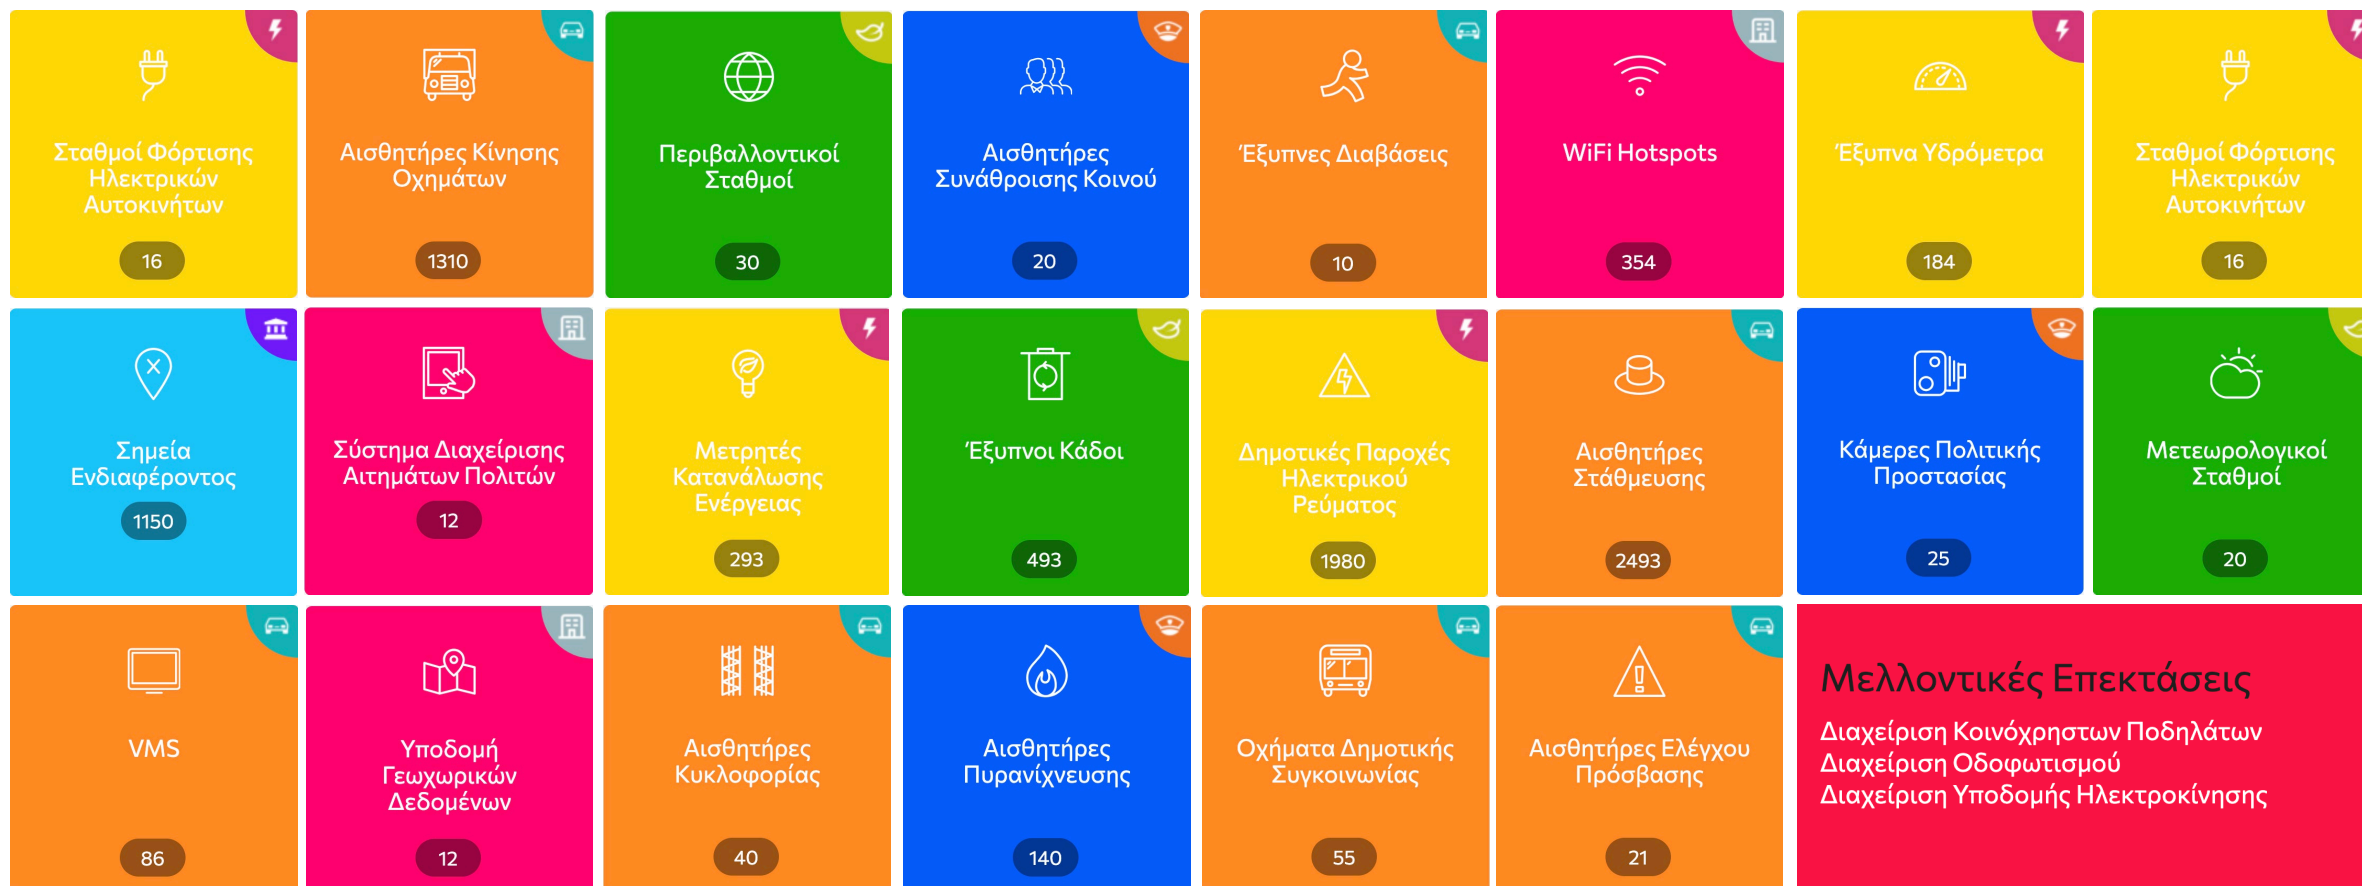 Σταθμοί Φόρτισης
Ηλεκτρικών
Αυτοκινήτων
16
Αισθητήρες Κίνησης
Οχημάτων
1310
Περιβαλλοντικοί
Σταθμοί
30
Αισθητήρες
Συνάθροισης Κοινού
20
Έξυπνες Διαβάσεις
10
WiFi Hotspots
354
Έξυπνα Υδρόμετρα
184
Σταθμοί Φόρτισης
Ηλεκτρικών
Αυτοκινήτων
16
Σημεία
Ενδιαφέροντος
1150
Σύστημα Διαχείρισης
Αιτημάτων Πολιτών
12
Μετρητές
Κατανάλωσης
Ενέργειας
293
Έξυπνοι Κάδοι
493
Δημοτικές Παροχές
Ηλεκτρικού
Ρεύματος
1980
Αισθητήρες
Στάθμευσης
2493
Κάμερες Πολιτικής
Προστασίας
25
Μετεωρολογικοί
Σταθμοί
20
VMS
86
Υποδομή
Γεωχωρικών
Δεδομένων
12
Αισθητήρες
Κυκλοφορίας
40
Αισθητήρες
Πυρανίχνευσης
140
Οχήματα Δημοτικής
Συγκοινωνίας
55
Αισθητήρες Ελέγχου
Πρόσβασης
21
Μελλοντικές Επεκτάσεις
Διαχείριση Κοινόχρηστων Ποδηλάτων
Διαχείριση Οδοφωτισμού
Διαχείριση Υποδομής Ηλεκτροκίνησης